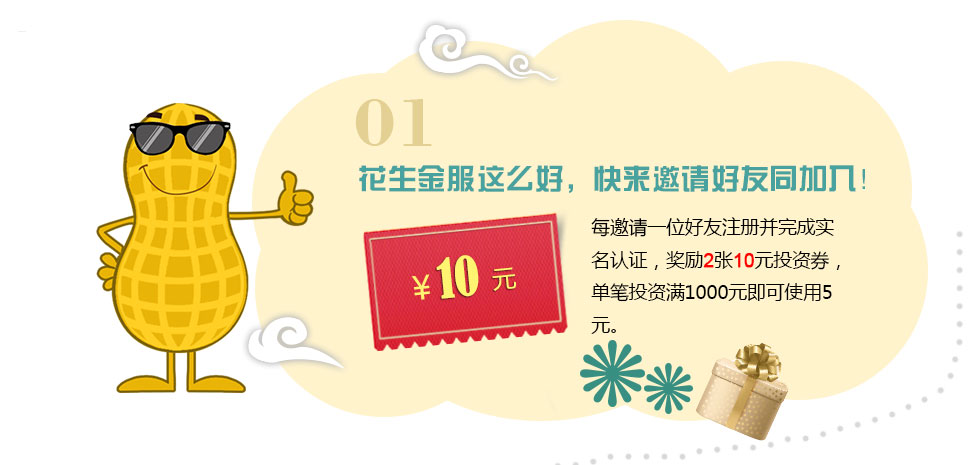 01
花生金服这么好，快来邀请好友同加入！
¥10元
每邀请一位好友注册并完成实
名认证，奖励2张10元投资券，
单笔投资满1000元即可使用5
元。